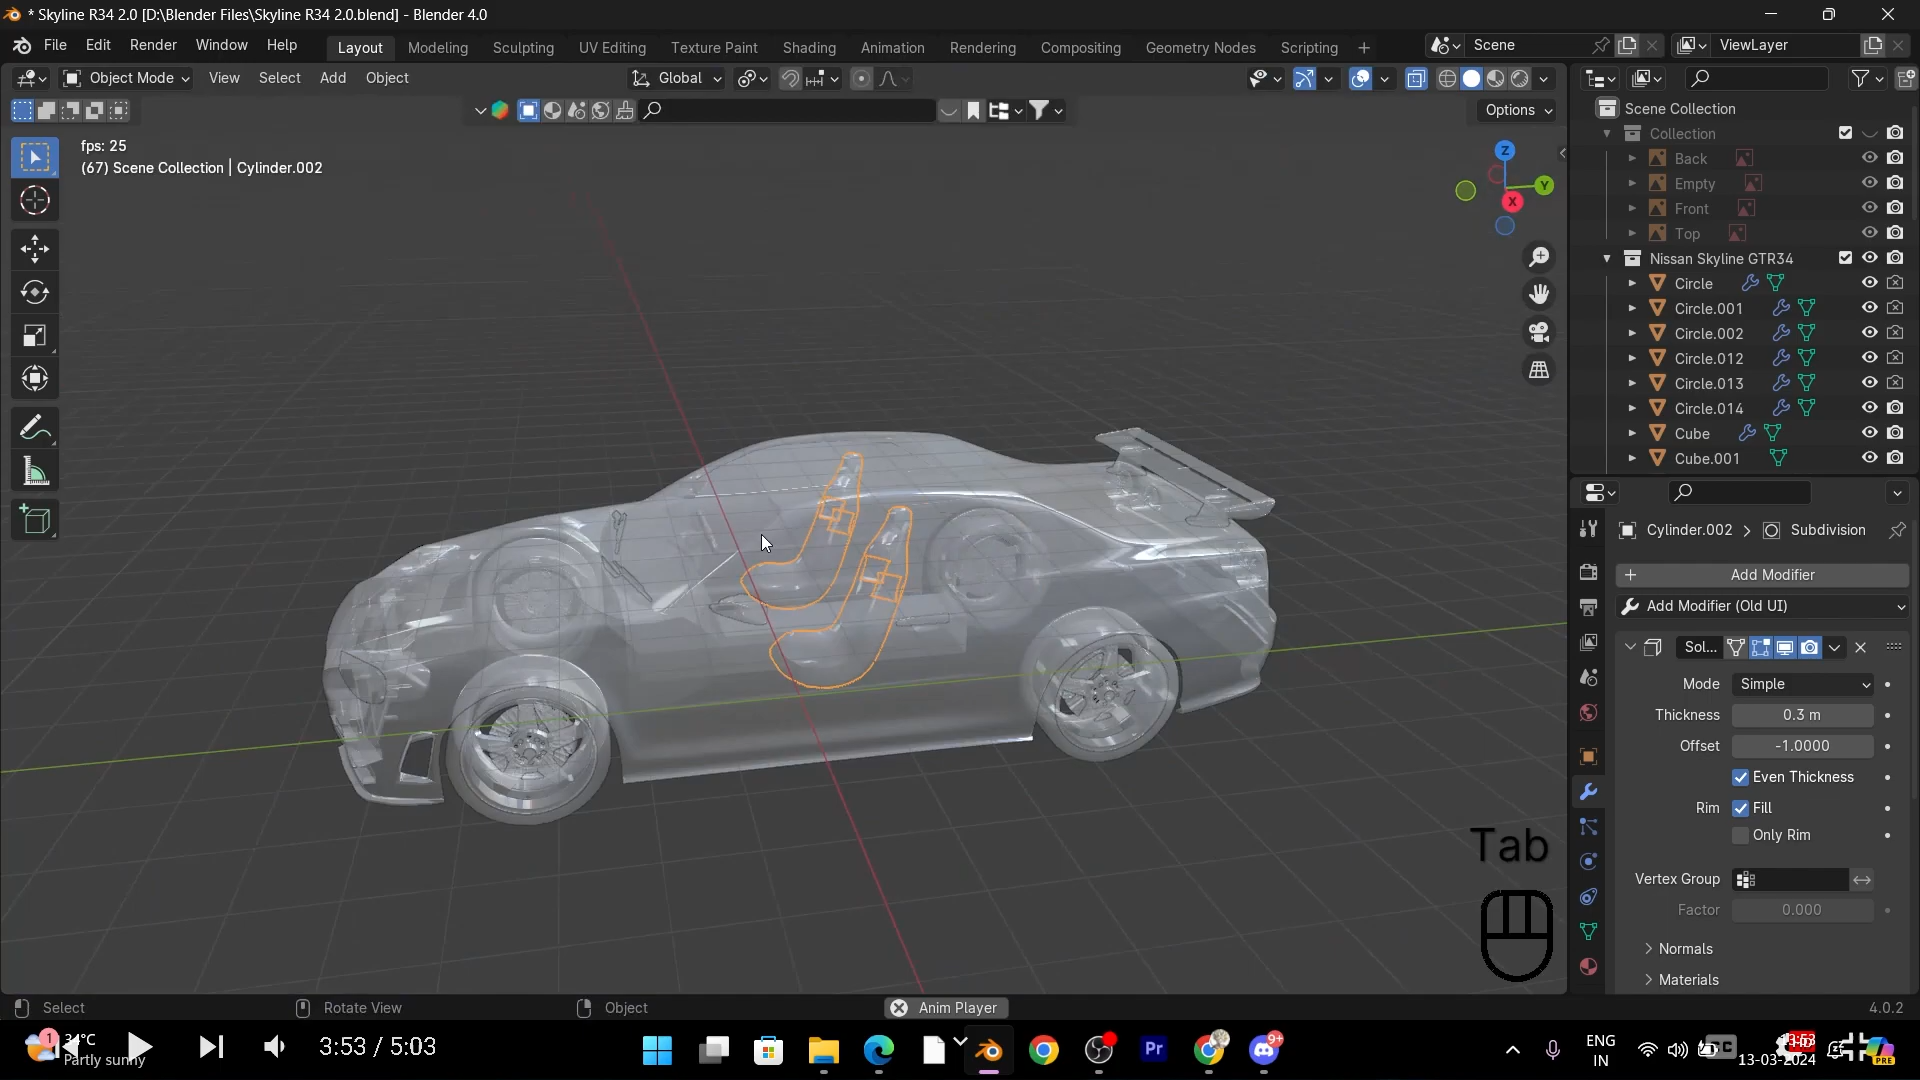 * Skyline R34 2.0 [D:\Blender Files\Skyline R34 2.0.blend] - Blender 4.0
File Edit Render Window Help Layout Modeling Sculpting UV Editing Texture Paint Shading Animation Rendering Compositing Geometry Nodes Scripting + Scene ViewLayer
Object Mode View Select Add Object Global
Options
fps: 25
(67) Scene Collection | Cylinder.002
Z
Y
X
Scene Collection
Collection
Back
Empty
Front
Top
Nissan Skyline GTR34
Circle
Circle.001
Circle.002
Circle.012
Circle.013
Circle.014
Cube
Cube.001
Cylinder.002 > Subdivision
+ Add Modifier
Add Modifier (Old UI)
Sol...
Mode Simple
Thickness 0.3 m
Offset -1.0000
Even Thickness
Rim Fill
Only Rim
Vertex Group
Factor 0.000
Normals
Materials
Tab
Select Rotate View Object Anim Player 4.0.2
1
34°C
Partly sunny
3:53 / 5:03
Pr
9+
ENG
IN
13-03-2024
PRE